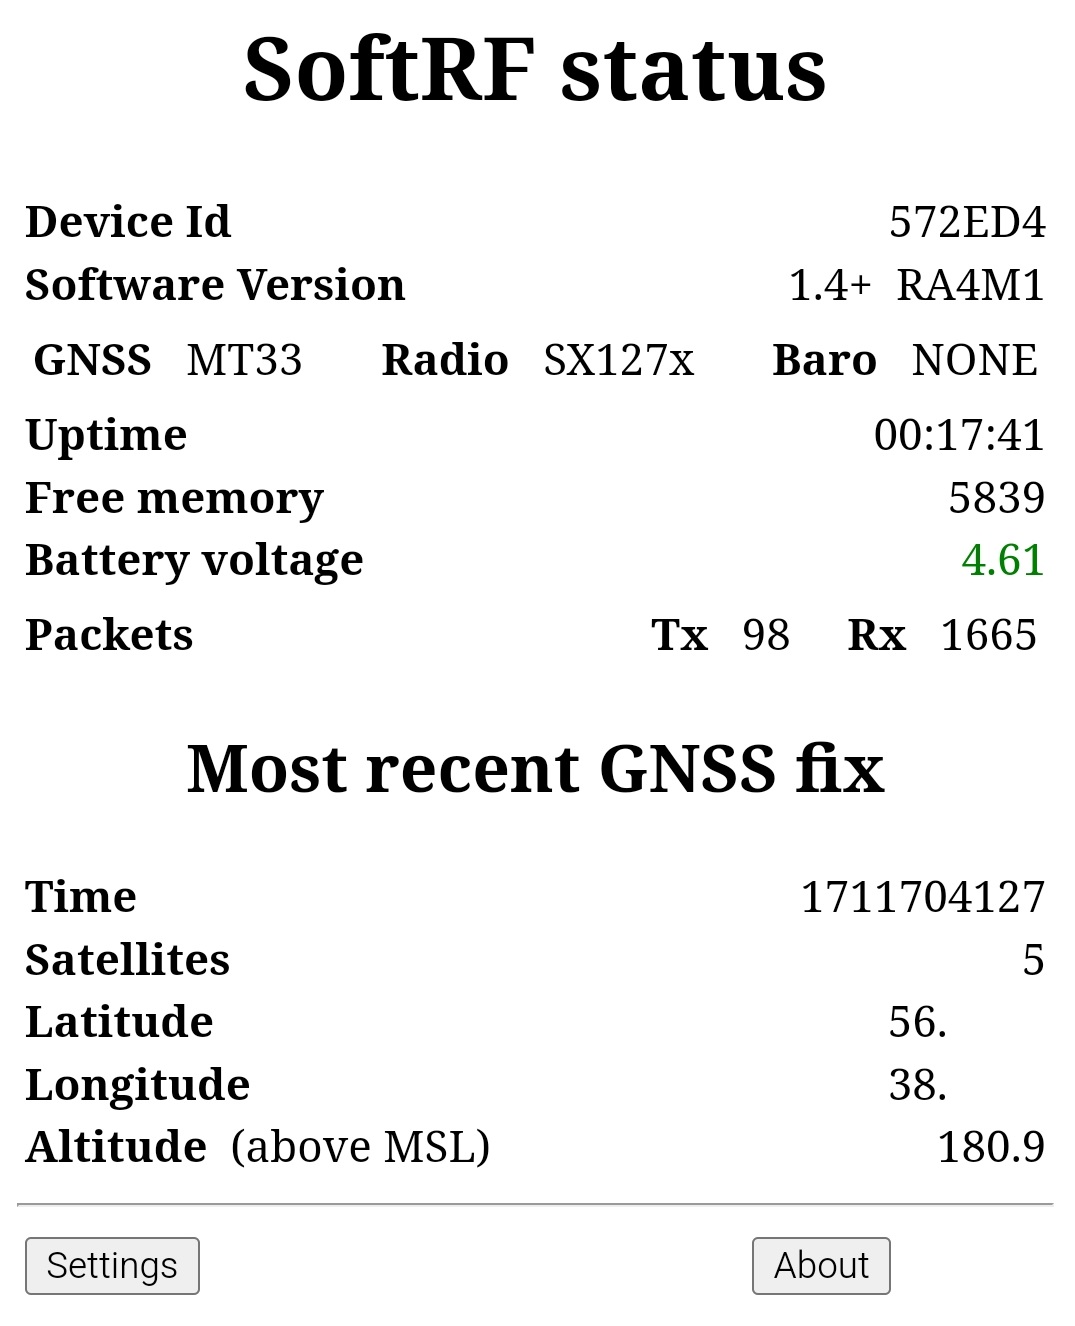 SoftRF status
Device Id 572ED4
Software Version 1.4+ RA4M1
GNSS MT33 Radio SX127x Baro NONE
Uptime 00:17:41
Free memory 5839
Battery voltage 4.61
Packets Tx 98 Rx 1665
Most recent GNSS fix
Time 1711704127
Satellites 5
Latitude 56.
Longitude 38.
Altitude (above MSL) 180.9
Settings About